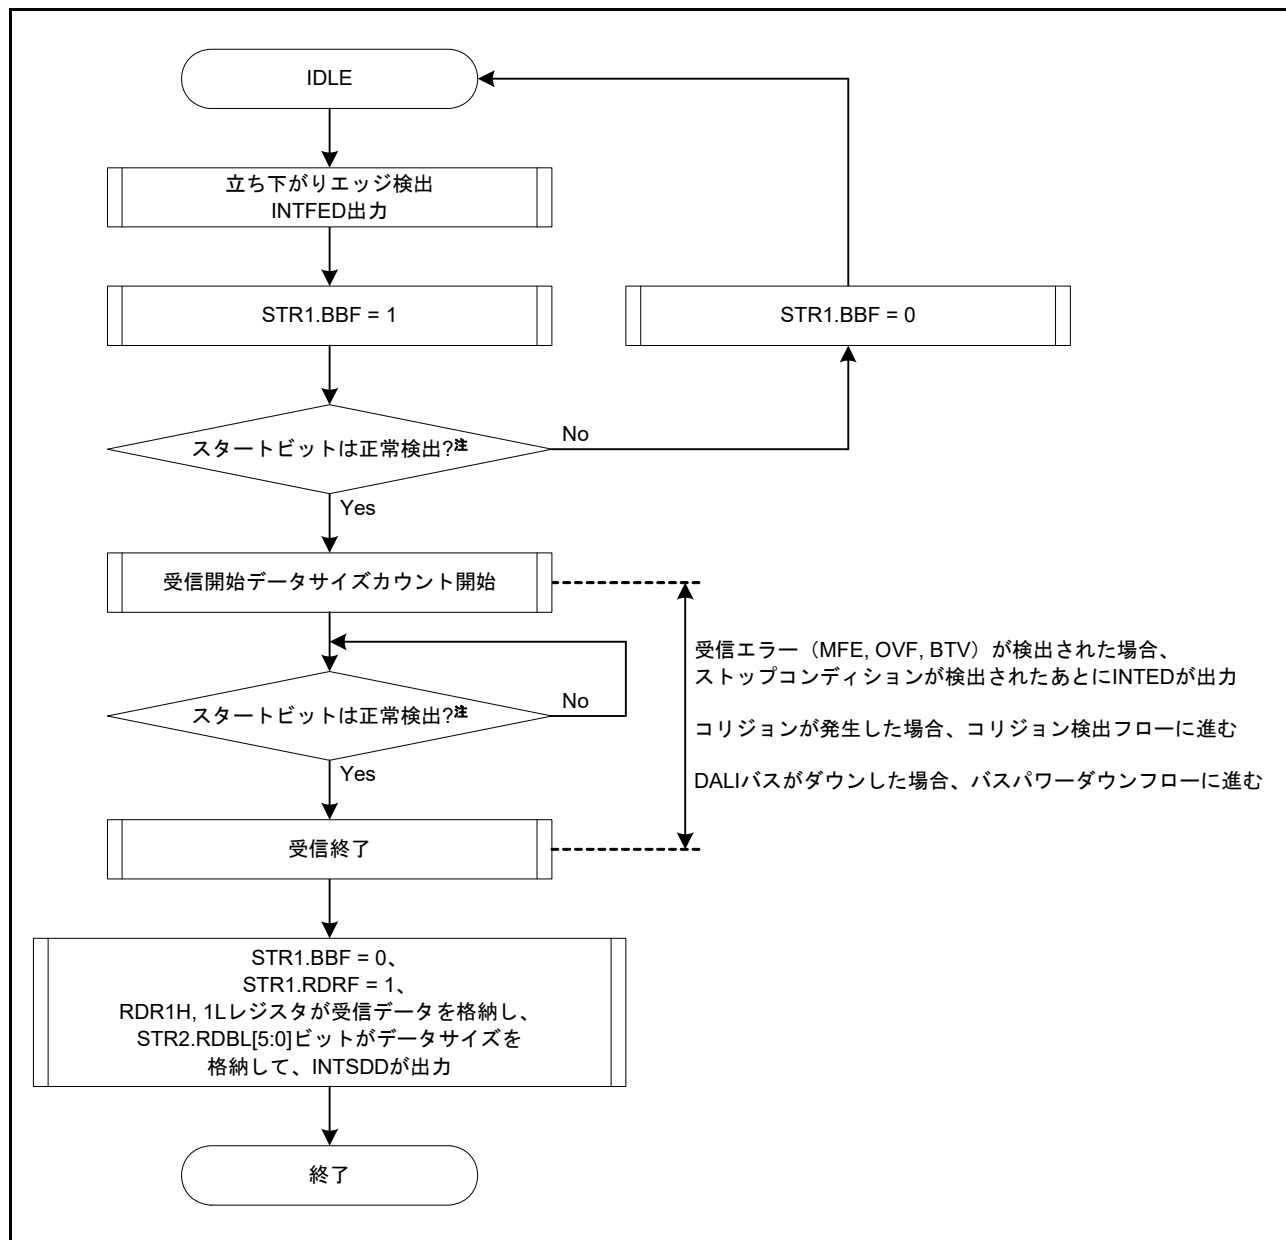 IDLE
立ち下がりエッジ検出
INTFED出力
STR1.BBF = 1
STR1.BBF = 0
スタートビットは正常検出?注
No
Yes
受信開始データサイズカウント開始
スタートビットは正常検出?注
No
Yes
受信エラー（MFE, OVF, BTV）が検出された場合、
ストップコンディションが検出されたあとにINTEDが出力
コリジョンが発生した場合、コリジョン検出フローに進む
DALIバスがダウンした場合、バスパワーダウンフローに進む
受信終了
STR1.BBF = 0、
STR1.RDRF = 1、
RDR1H, 1Lレジスタが受信データを格納し、
STR2.RDBL[5:0]ビットがデータサイズを
格納して、INTSDDが出力
終了